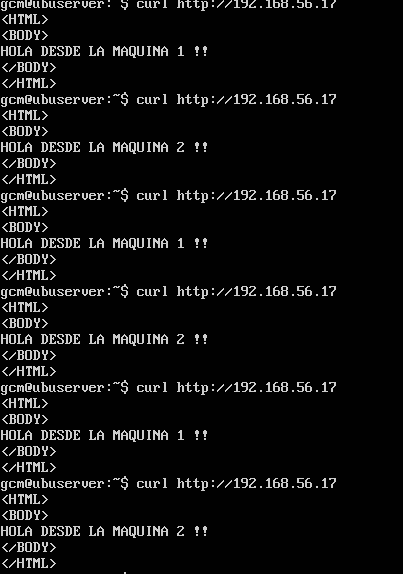 gcm@ubuserver:~$ curl http://192.168.56.17
<HTML>
<BODY>
HOLA DESDE LA MAQUINA 1 !!
</BODY>
</HTML>
gcm@ubuserver:~$ curl http://192.168.56.17
<HTML>
<BODY>
HOLA DESDE LA MAQUINA 2 !!
</BODY>
</HTML>
gcm@ubuserver:~$ curl http://192.168.56.17
<HTML>
<BODY>
HOLA DESDE LA MAQUINA 1 !!
</BODY>
</HTML>
gcm@ubuserver:~$ curl http://192.168.56.17
<HTML>
<BODY>
HOLA DESDE LA MAQUINA 2 !!
</BODY>
</HTML>
gcm@ubuserver:~$ curl http://192.168.56.17
<HTML>
<BODY>
HOLA DESDE LA MAQUINA 1 !!
</BODY>
</HTML>
gcm@ubuserver:~$ curl http://192.168.56.17
<HTML>
<BODY>
HOLA DESDE LA MAQUINA 2 !!
</BODY>
</HTML>